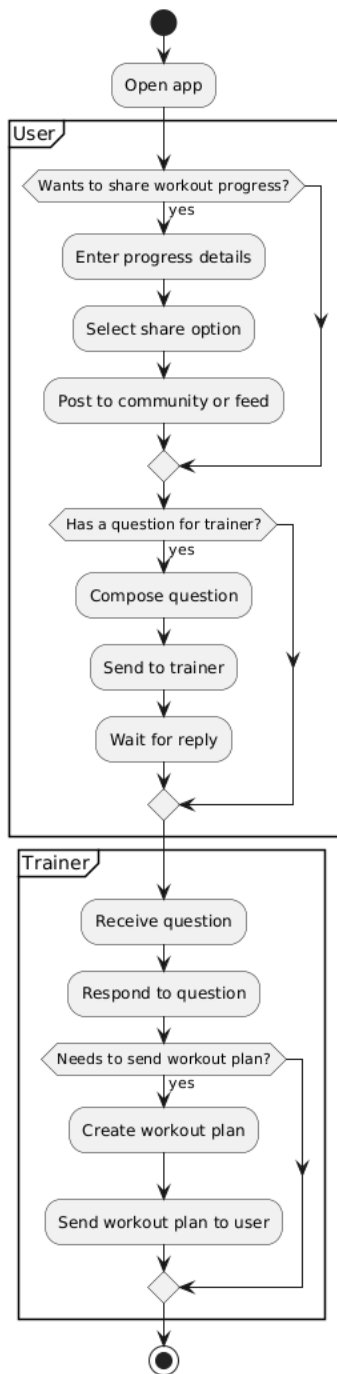 Open app
User
Wants to share workout progress?
yes
Enter progress details
Select share option
Post to community or feed
Has a question for trainer?
yes
Compose question
Send to trainer
Wait for reply
Trainer
Receive question
Respond to question
Needs to send workout plan?
yes
Create workout plan
Send workout plan to user